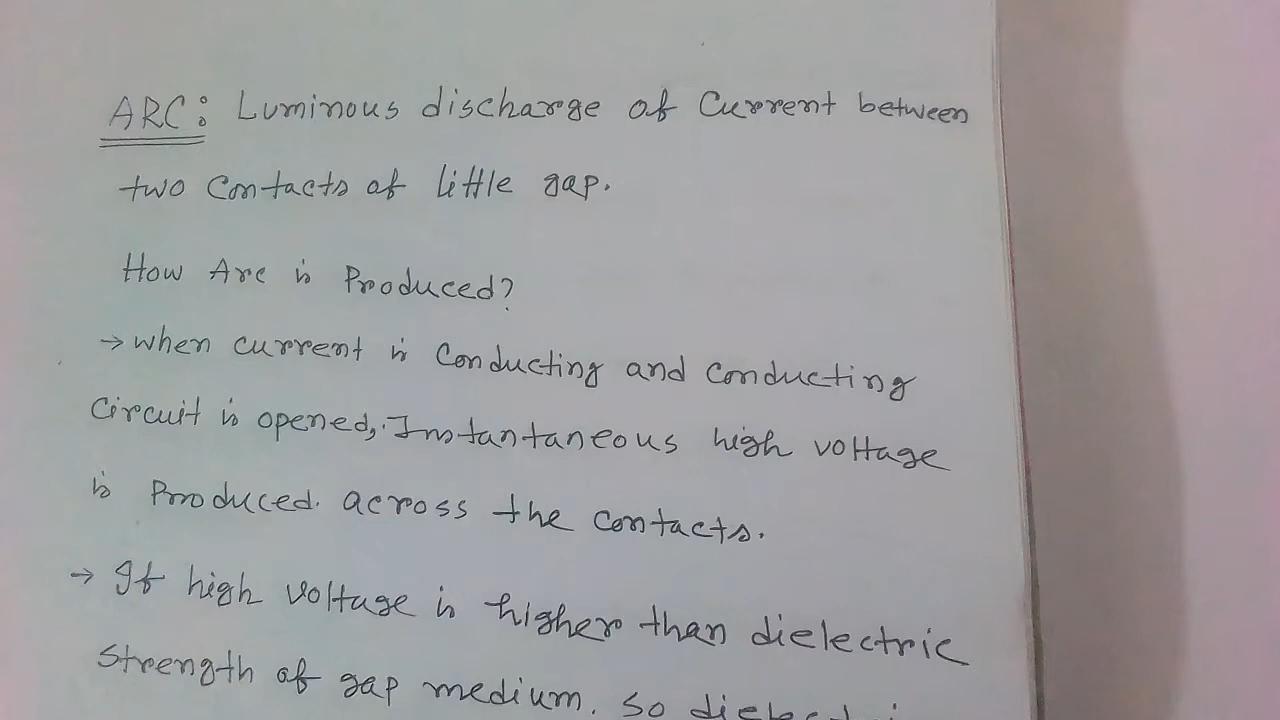 ARC: Luminous discharge of Current between
two Contacts of little gap.
How Arc is Produced?
→ when current is Conducting and conducting
Circuit is opened, Instantaneous high voltage
is Produced. across the contacts.
→ If high voltage is higher than dielectric
Strength of gap medium. So